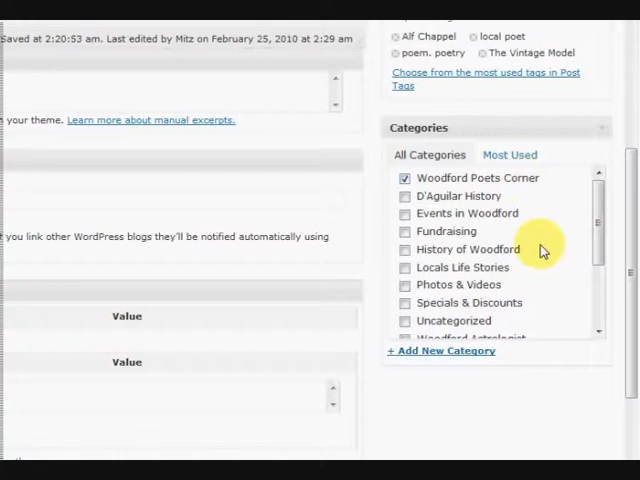 Saved at 2:20:53 am. Last edited by Mitz on February 25, 2010 at 2:29 am
Alf Chappel local poet
poem. poetry The Vintage Model
Choose from the most used tags in Post
Tags
n your theme. Learn more about manual excerpts.
Categories
All Categories Most Used
Woodford Poets Corner
D'Aguilar History
Events in Woodford
Fundraising
History of Woodford
Locals Life Stories
Photos & Videos
Specials & Discounts
Uncategorized
Woodford Astrologist
+ Add New Category
f you link other WordPress blogs they'll be notified automatically using
Value
Value